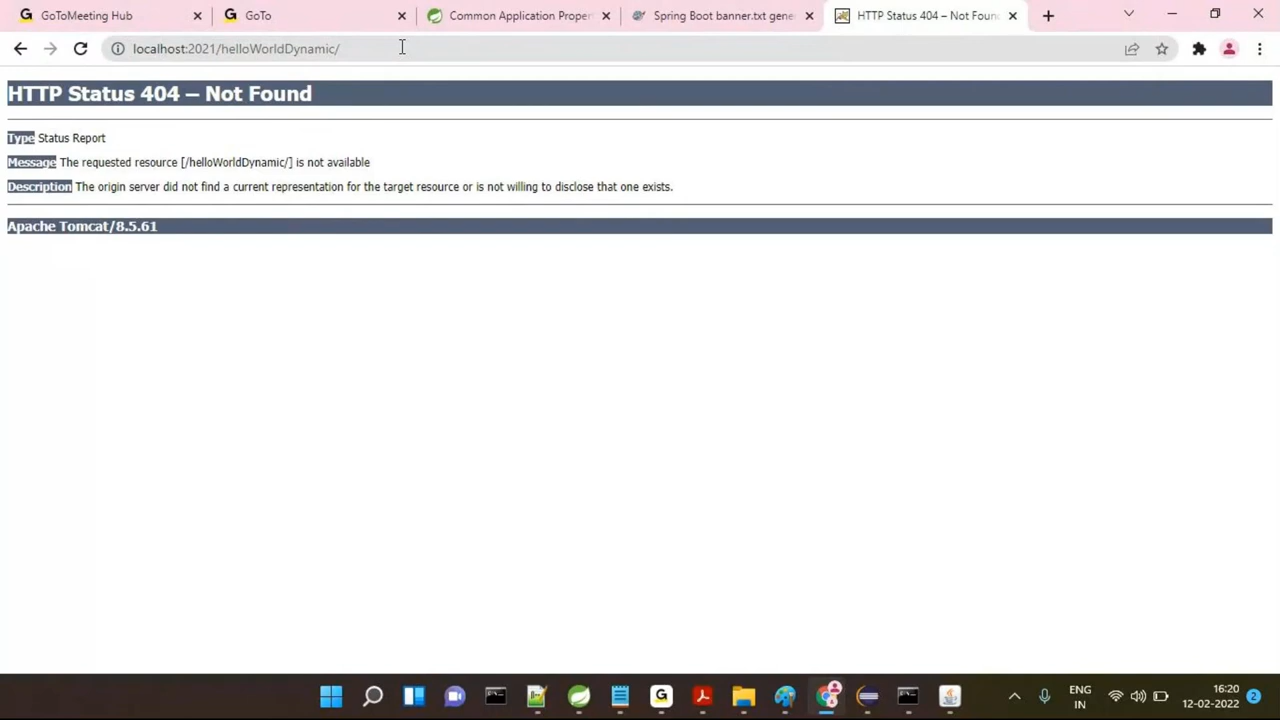 GoToMeeting Hub
GoTo
Common Application Proper
Spring Boot banner.txt gene
HTTP Status 404 – Not Found
localhost:2021/helloWorldDynamic/
HTTP Status 404 – Not Found
Type Status Report
Message The requested resource [/helloWorldDynamic/] is not available
Description The origin server did not find a current representation for the target resource or is not willing to disclose that one exists.
Apache Tomcat/8.5.61
ENG
IN
16:20
12-02-2022
2